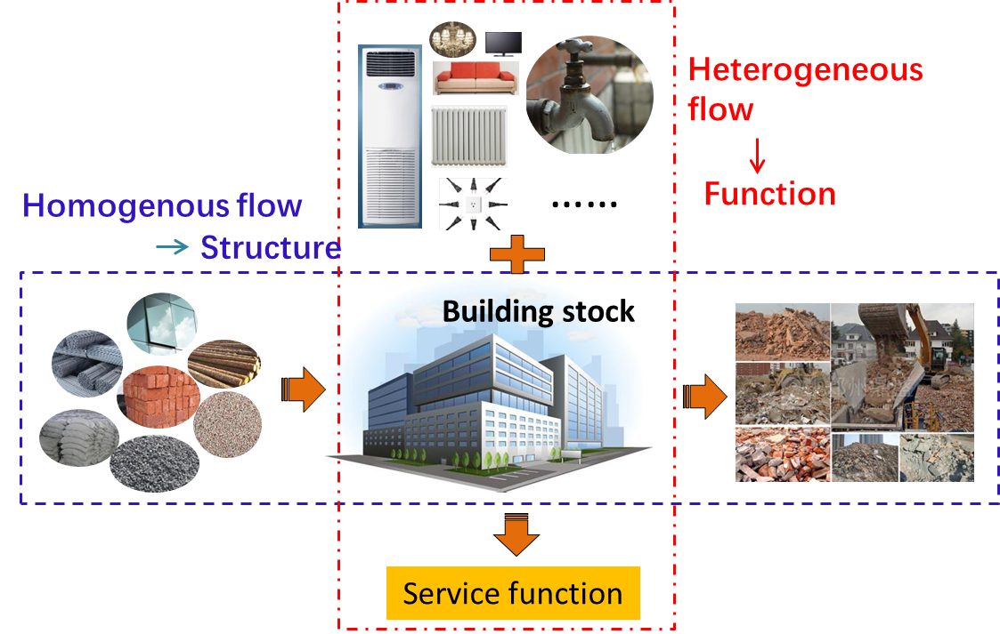 Heterogeneous
flow
Function
Homogenous flow
Structure
......
Building stock
Service function